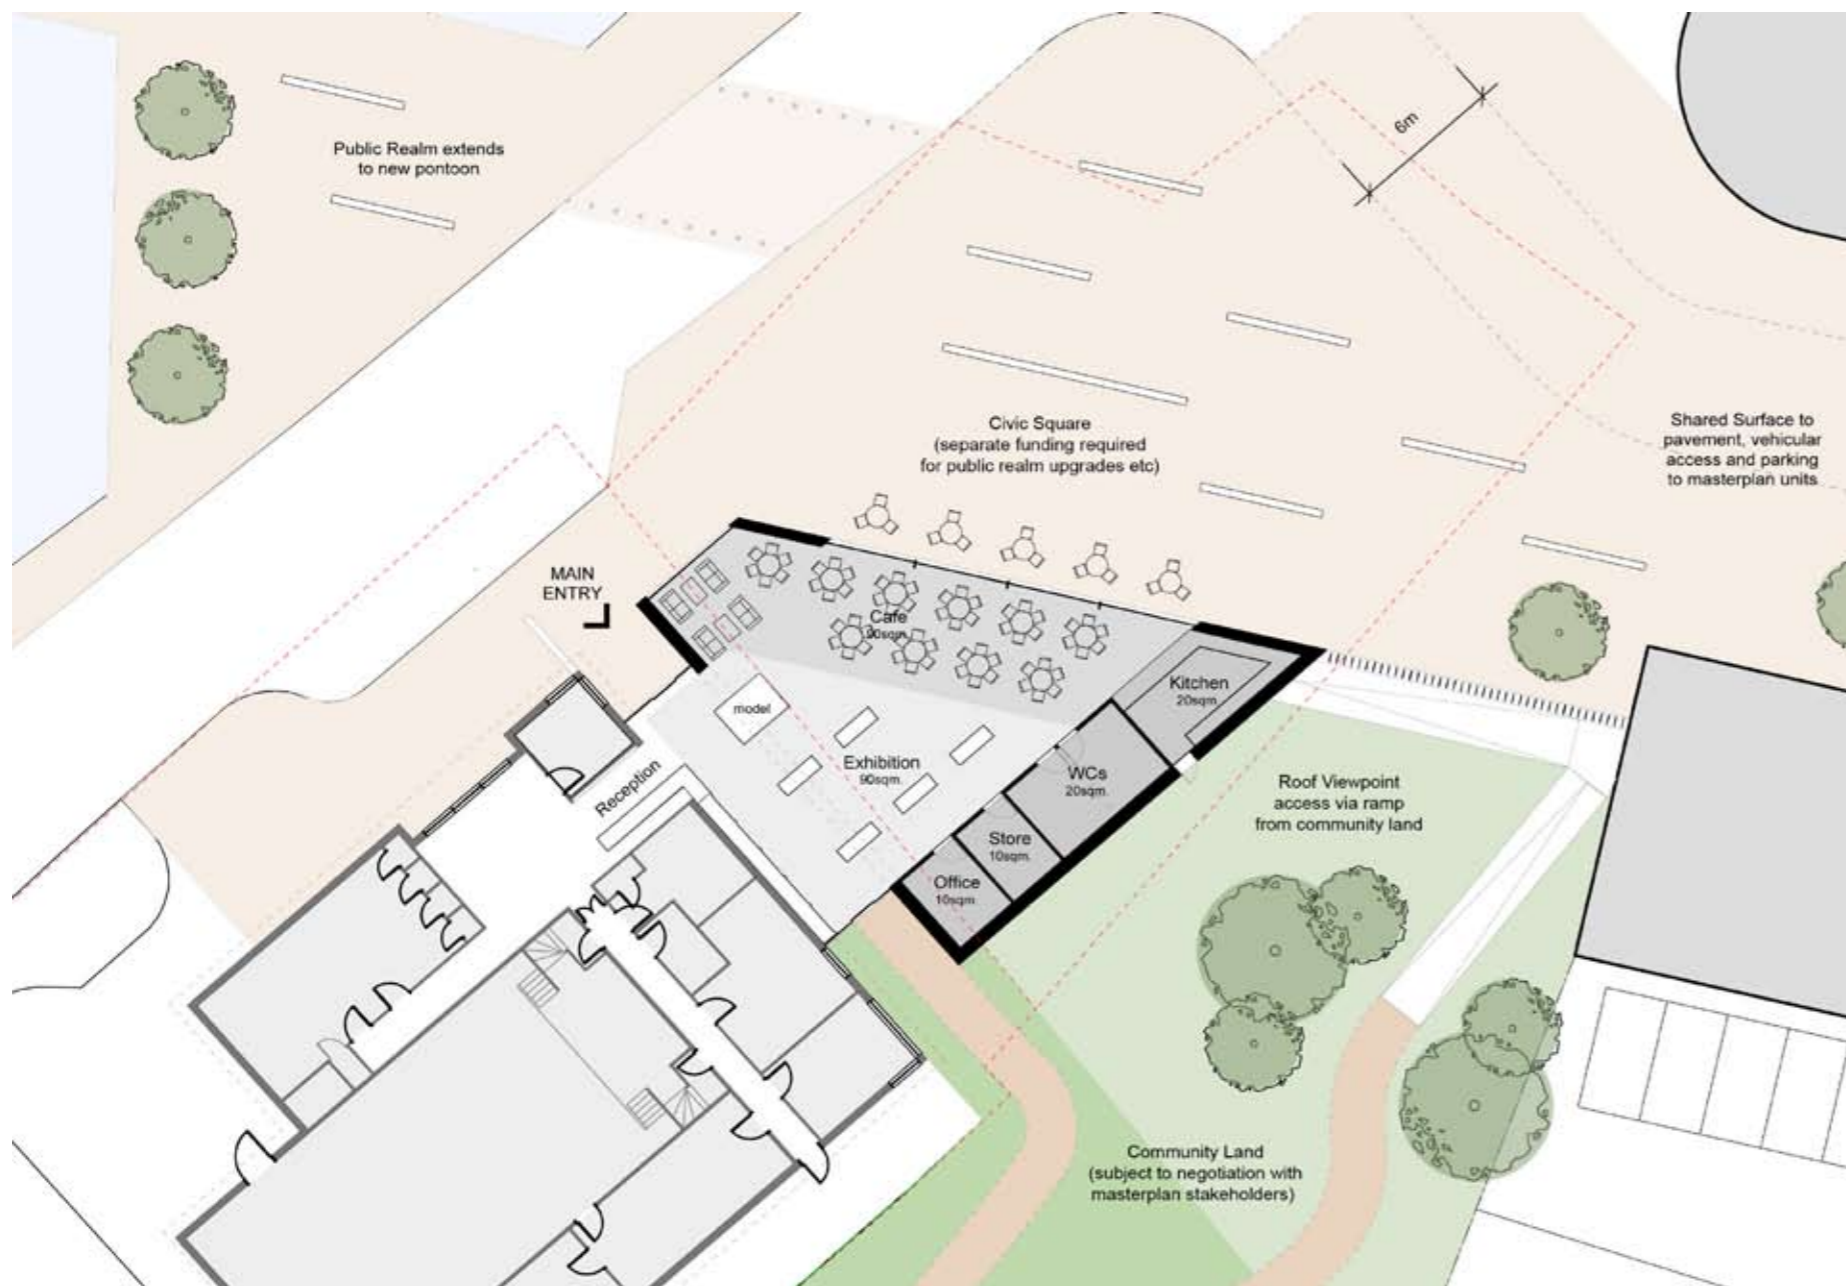 6m
Public Realm extends
to new pontoon
Civic Square
(separate funding required
for public realm upgrades etc)
Shared Surface to
pavement, vehicular
access and parking
to masterplan units
MAIN
ENTRY
Cafe
90sqm.
Kitchen
20sqm.
model
Exhibition
90sqm.
Reception
WCs
20sqm.
Roof Viewpoint
access via ramp
from community land
Store
10sqm.
Office
10sqm.
Community Land
(subject to negotiation with
masterplan stakeholders)